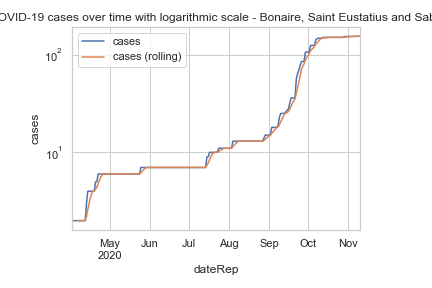 OVID-19 cases over time with logarithmic scale - Bonaire, Saint Eustatius and Sab
cases
cases (rolling)
10²
10¹
cases
May Jun Jul Aug Sep Oct Nov
2020
dateRep